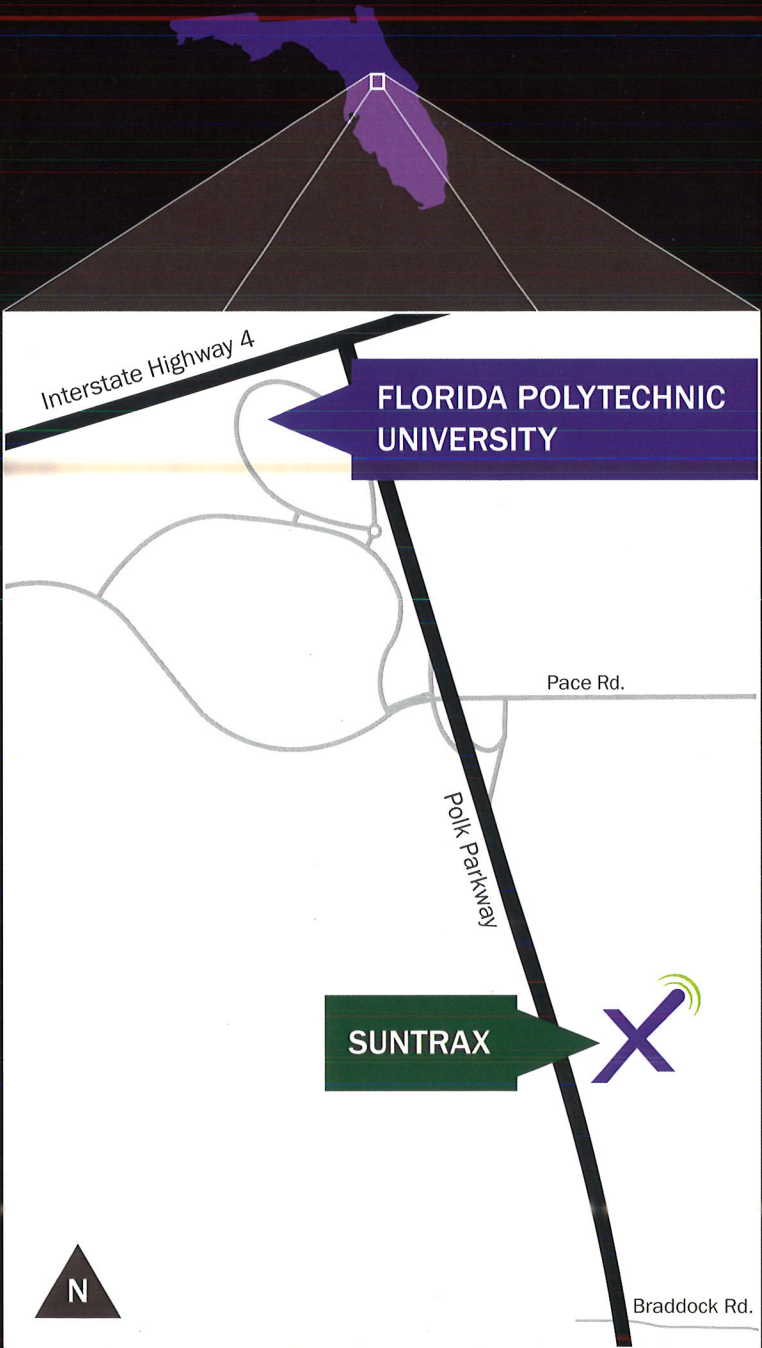 Interstate Highway 4
FLORIDA POLYTECHNIC
UNIVERSITY
Pace Rd.
Polk Parkway
SUNTRAX
X
N
Braddock Rd.